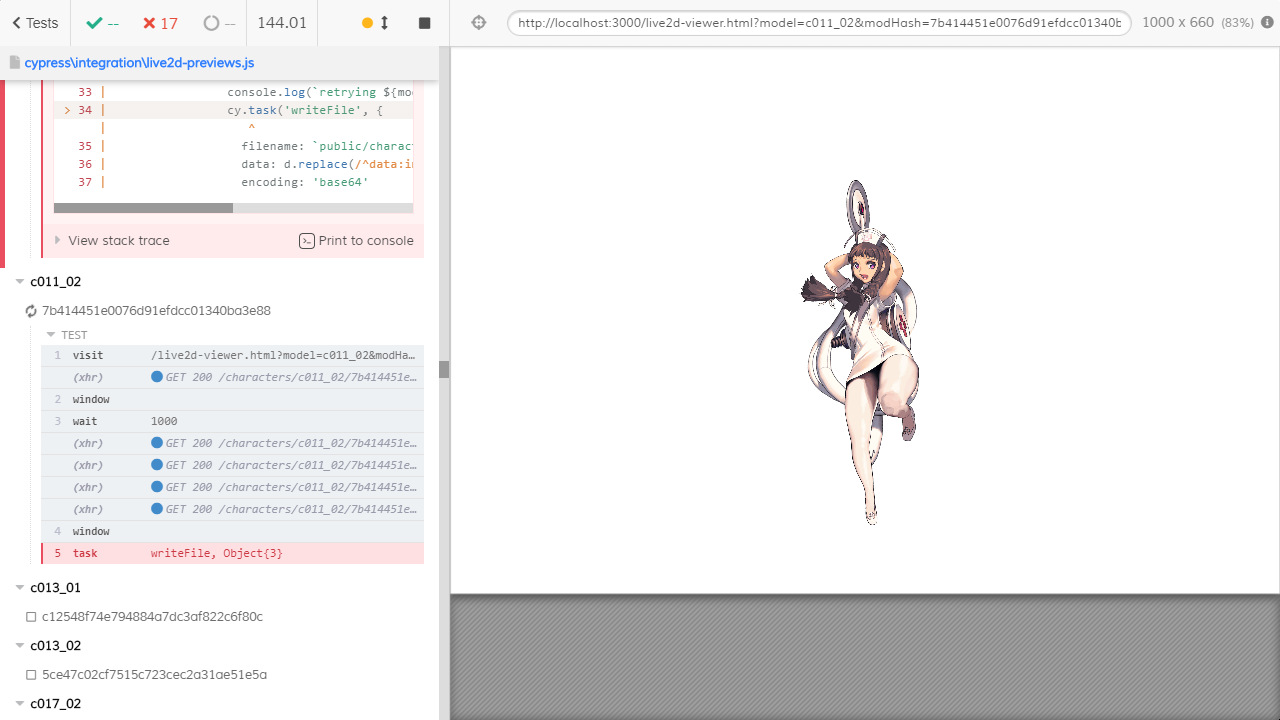 Tests
--
17
--
144.01
http://localhost:3000/live2d-viewer.html?model=c011_02&modHash=7b414451e0076d91efdcc01340b
1000 x 660 (83%)
cypress\integration\live2d-previews.js
33 | console.log(`retrying ${mo
> 34 | cy.task('writeFile', {
| ^
35 | filename: `public/charact
36 | data: d.replace(/^data:i
37 | encoding: 'base64'
View stack trace
Print to console
c011_02
7b414451e0076d91efdcc01340ba3e88
TEST
1 visit /live2d-viewer.html?model=c011_02&modHa…
(xhr) GET 200 /characters/c011_02/7b414451e…
2 window
3 wait 1000
(xhr) GET 200 /characters/c011_02/7b414451e…
(xhr) GET 200 /characters/c011_02/7b414451e…
(xhr) GET 200 /characters/c011_02/7b414451e…
(xhr) GET 200 /characters/c011_02/7b414451e…
4 window
5 task writeFile, Object{3}
c013_01
c12548f74e794884a7dc3af822c6f80c
c013_02
5ce47c02cf7515c723cec2a31ae51e5a
c017_02